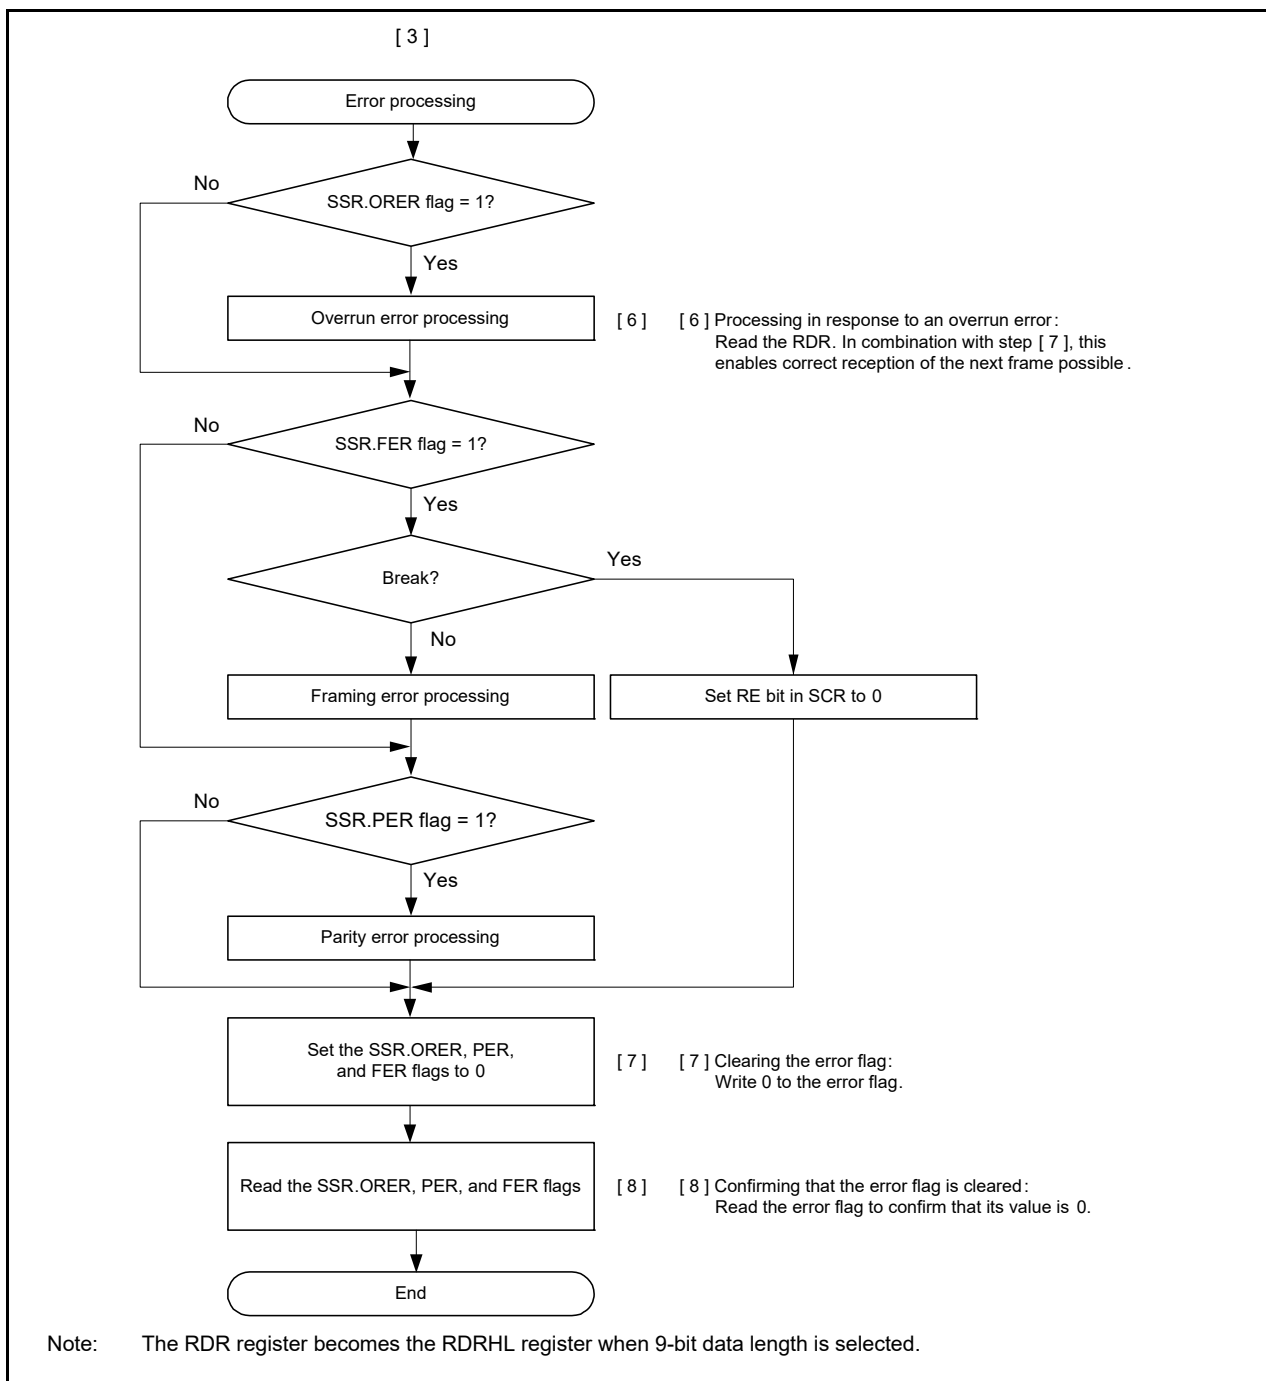 [ 3 ]
Error processing
No
SSR.ORER flag = 1?
Yes
Overrun error processing
[ 6 ]
[ 6 ] Processing in response to an overrun error:
Read the RDR. In combination with step [ 7 ], this
enables correct reception of the next frame possible.
No
SSR.FER flag = 1?
Yes
Break?
Yes
No
Framing error processing
Set RE bit in SCR to 0
No
SSR.PER flag = 1?
Yes
Parity error processing
Set the SSR.ORER, PER,
and FER flags to 0
[ 7 ]
[ 7 ] Clearing the error flag:
Write 0 to the error flag.
Read the SSR.ORER, PER, and FER flags
[ 8 ]
[ 8 ] Confirming that the error flag is cleared:
Read the error flag to confirm that its value is 0.
End
Note: The RDR register becomes the RDRHL register when 9-bit data length is selected.